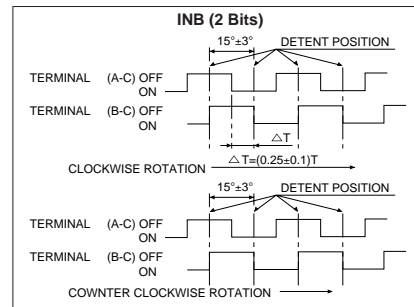 INB (2 Bits)
15°±3° DETENT POSITION
TERMINAL (A-C) OFF
ON
TERMINAL (B-C) OFF
ON
△T
△T=(0.25±0.1)T
CLOCKWISE ROTATION
15°±3° DETENT POSITION
TERMINAL (A-C) OFF
ON
TERMINAL (B-C) OFF
ON
COWNTER CLOCKWISE ROTATION